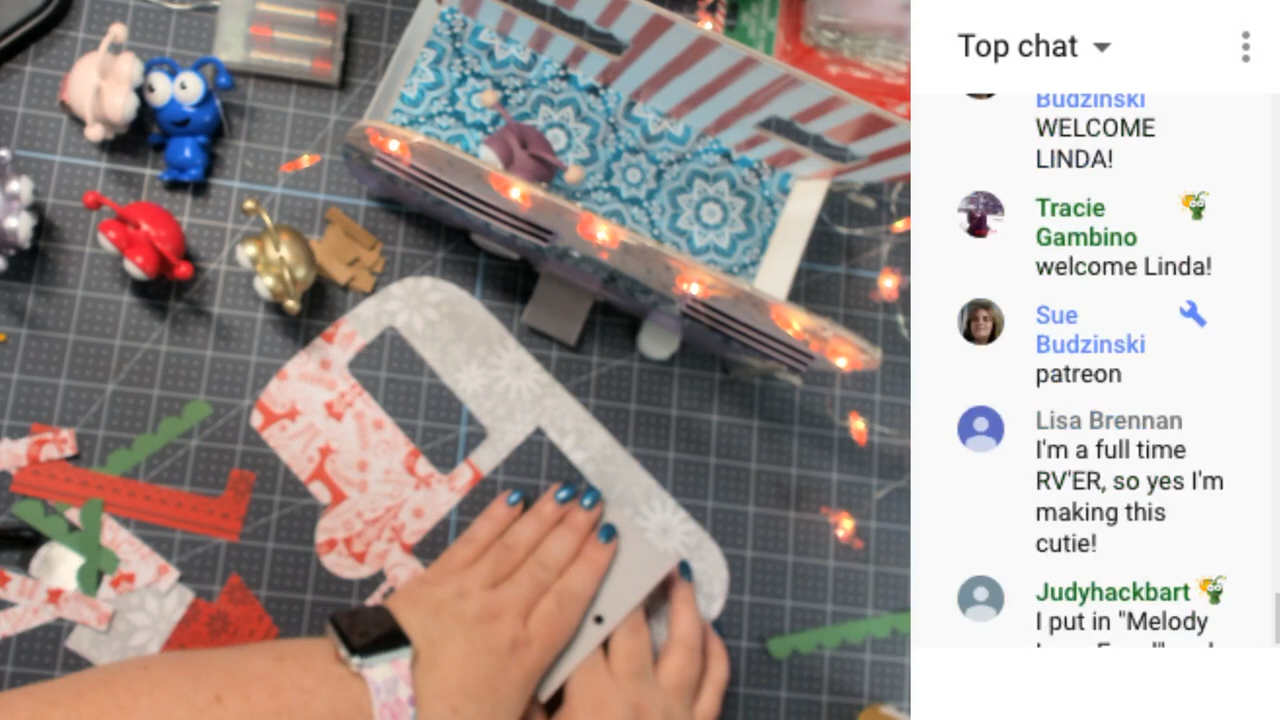 Top chat
Budzinski
WELCOME
LINDA!
Tracie
Gambino
welcome Linda!
Sue
Budzinski
patreon
Lisa Brennan
I'm a full time
RV'ER, so yes I'm
making this
cutie!
Judyhackbart
I put in "Melody